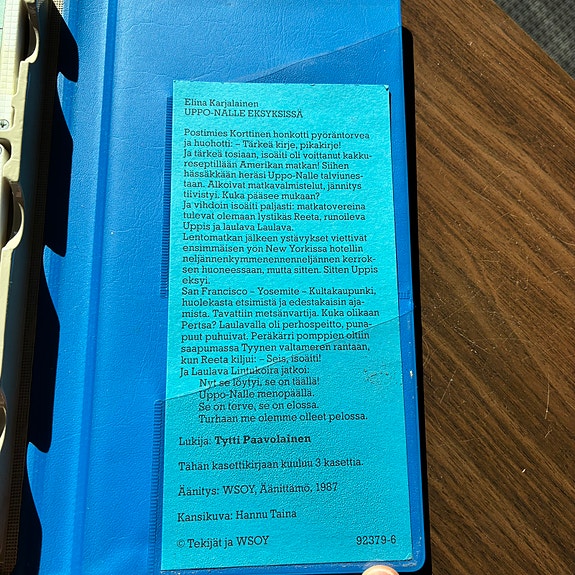 Elina Karjalainen
UPPO-NALLE EKSYKSISSÄ
Postimies Korttinen honkotti pyöräntorvea
ja huohotti: – Tärkeä kirje, pikakirje!
Ja tärkeä tosiaan, isoäiti oli voittanut kakku-
reseptillään Amerikan matkan! Siihen
hässäkkään heräsi Uppo-Nalle talviunes-
taan. Alkoivat matkavalmistelut, jännitys
tiivistyi. Kuka pääsee mukaan?
Ja vihdoin isoäiti paljasti: matkatovereina
tulevat olemaan lystikäs Reeta, runoileva
Uppis ja laulava Laulava.
Lentomatkan jälkeen ystävykset viettivät
ensimmäisen yön New Yorkissa hotellin
neljännenkymmenennenneljännen kerrok-
sen huoneessaan, mutta sitten. Sitten Uppis
eksyi.
San Francisco – Yosemite – Kultakaupunki,
huolekasta etsimistä ja edestakaisin aja-
mista. Tavattiin metsänvartija. Kuka olikaan
Pertsa? Laulavalla oli perhospeitto, puna-
puut puhuivat. Peräkärri pomppien oltiin
saapumassa Tyynen valtameren rantaan,
kun Reeta kiljui: – Seis, isoäiti!
Ja Laulava Lintukoira jatkoi:
Nyt se löytyi, se on täällä!
Uppo-Nalle menopäällä.
Se on terve, se on elossa.
Turhaan me olemme olleet pelossa.
Lukija: Tytti Paavolainen
Tähän kasettikirjaan kuuluu 3 kasettia.
Äänitys: WSOY, Äänittämö, 1987
Kansikuva: Hannu Taina
© Tekijät ja WSOY 92379-6